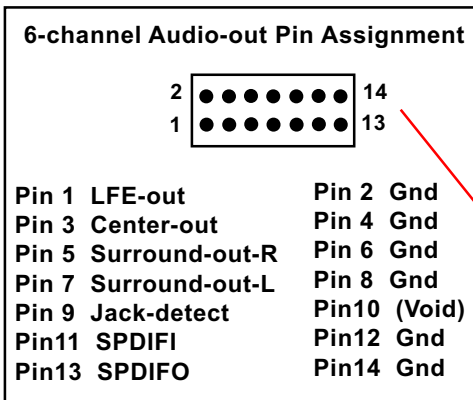 6-channel Audio-out Pin Assignment
2 14
1 13
Pin 1 LFE-out Pin 2 Gnd
Pin 3 Center-out Pin 4 Gnd
Pin 5 Surround-out-R Pin 6 Gnd
Pin 7 Surround-out-L Pin 8 Gnd
Pin 9 Jack-detect Pin10 (Void)
Pin11 SPDIFI Pin12 Gnd
Pin13 SPDIFO Pin14 Gnd